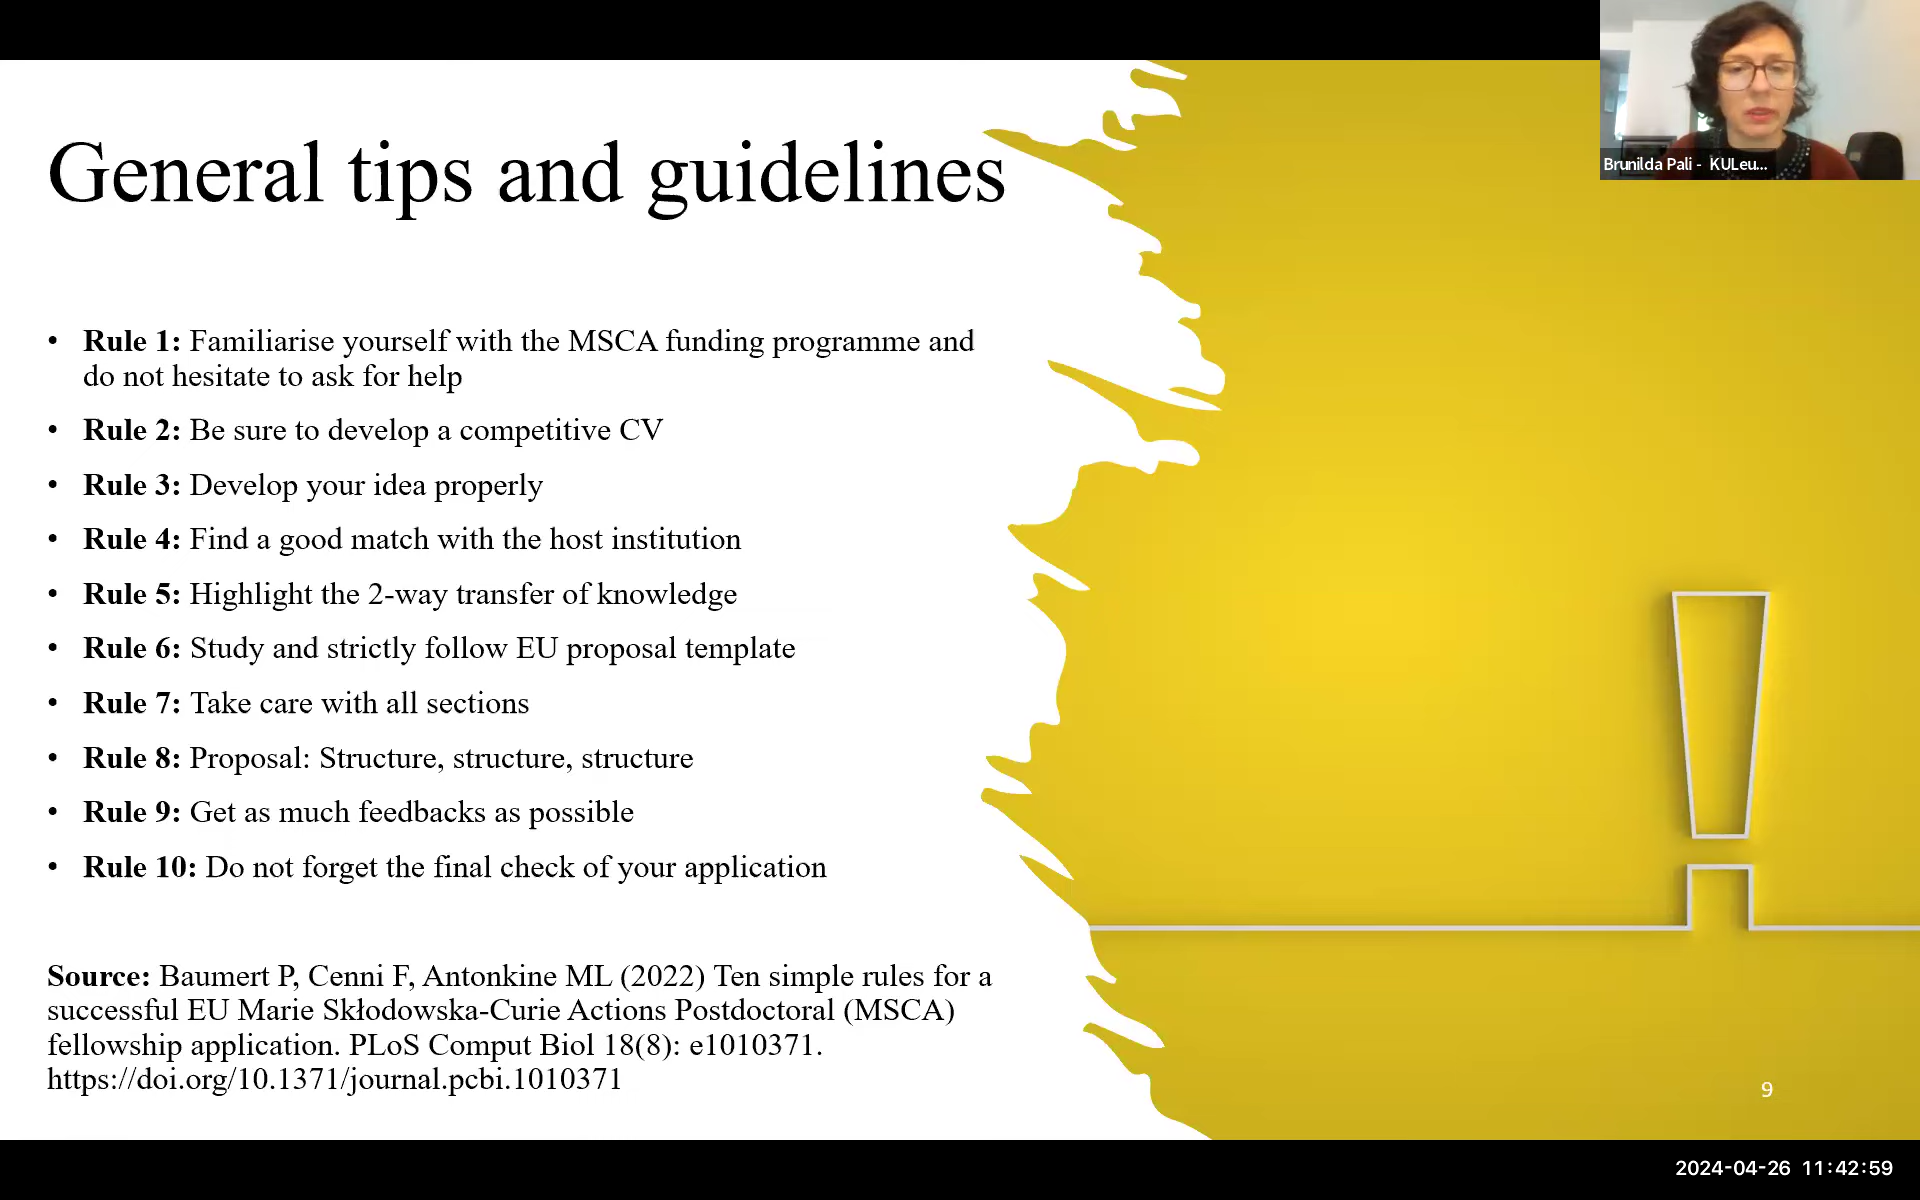 General tips and guidelines
• Rule 1: Familiarise yourself with the MSCA funding programme and
do not hesitate to ask for help
• Rule 2: Be sure to develop a competitive CV
• Rule 3: Develop your idea properly
• Rule 4: Find a good match with the host institution
• Rule 5: Highlight the 2-way transfer of knowledge
• Rule 6: Study and strictly follow EU proposal template
• Rule 7: Take care with all sections
• Rule 8: Proposal: Structure, structure, structure
• Rule 9: Get as much feedbacks as possible
• Rule 10: Do not forget the final check of your application
Source: Baumert P, Cenni F, Antonkine ML (2022) Ten simple rules for a
successful EU Marie Skłodowska-Curie Actions Postdoctoral (MSCA)
fellowship application. PLoS Comput Biol 18(8): e1010371.
https://doi.org/10.1371/journal.pcbi.1010371
Brunilda Pali - KULeu...
9
2024-04-26 11:42:59